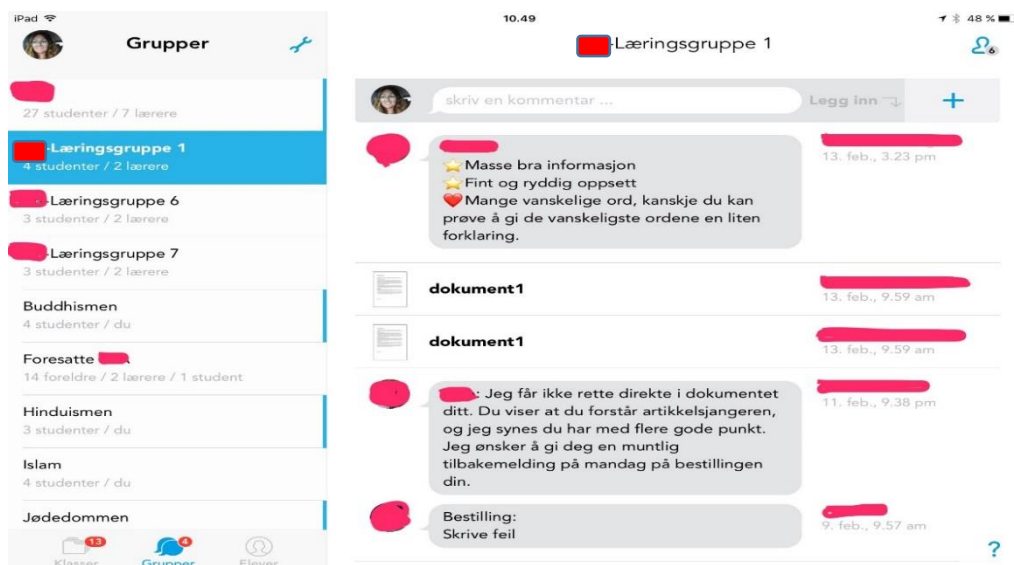 iPad
10.49
48 %
Grupper
27 studenter / 7 lærere
-Læringsgruppe 1
4 studenter / 2 lærere
-Læringsgruppe 6
3 studenter / 2 lærere
-Læringsgruppe 7
3 studenter / 2 lærere
Buddhismen
4 studenter / du
Foresatte
14 foreldre / 2 lærere / 1 student
Hinduismen
3 studenter / du
Islam
4 studenter / du
Jødedommen
13
4
Klasser
Grupper
Elever
-Læringsgruppe 1
6
skriv en kommentar ...
Legg inn
+
13. feb., 3.23 pm
Masse bra informasjon
Fint og ryddig oppsett
Mange vanskelige ord, kanskje du kan
prøve å gi de vanskeligste ordene en liten
forklaring.
dokument1
13. feb., 9.59 am
dokument1
13. feb., 9.59 am
: Jeg får ikke rette direkte i dokumentet
ditt. Du viser at du forstår artikkelsjangeren,
og jeg synes du har med flere gode punkt.
Jeg ønsker å gi deg en muntlig
tilbakemelding på mandag på bestillingen
din.
11. feb., 9.38 pm
Bestilling:
Skrive feil
9. feb., 9.57 am
?